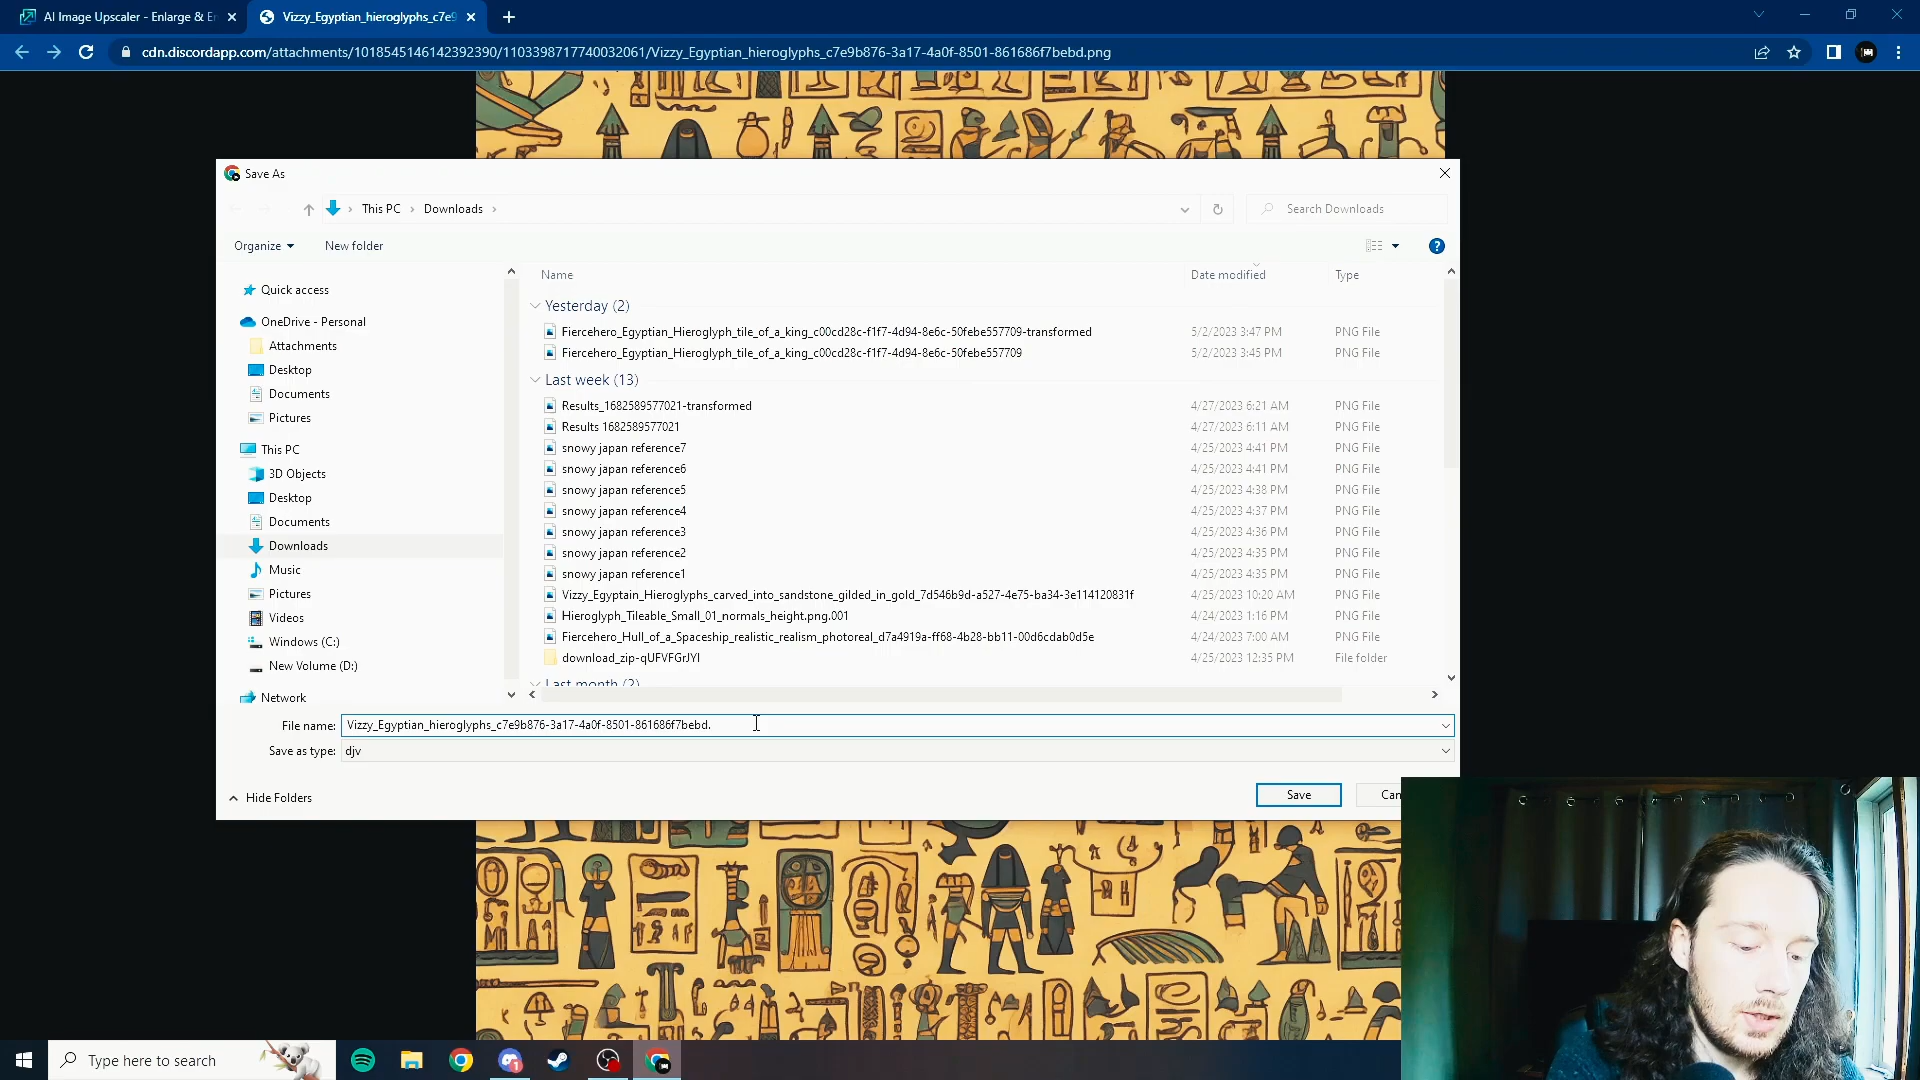 AI Image Upscaler - Enlarge & En
Vizzy_Egyptian_hieroglyphs_c7e9
cdn.discordapp.com/attachments/1018545146142392390/1103398717740032061/Vizzy_Egyptian_hieroglyphs_c7e9b876-3a17-4a0f-8501-861686f7bebd.png
Save As
This PC > Downloads >
Search Downloads
Organize
New folder
Name
Date modified
Type
Quick access
OneDrive - Personal
Attachments
Desktop
Documents
Pictures
This PC
3D Objects
Desktop
Documents
Downloads
Music
Pictures
Videos
Windows (C:)
New Volume (D:)
Network
Yesterday (2)
Fiercehero_Egyptian_Hieroglyph_tile_of_a_king_c00cd28c-f1f7-4d94-8e6c-50febe557709-transformed 5/2/2023 3:47 PM PNG File
Fiercehero_Egyptian_Hieroglyph_tile_of_a_king_c00cd28c-f1f7-4d94-8e6c-50febe557709 5/2/2023 3:45 PM PNG File
Last week (13)
Results_1682589577021-transformed 4/27/2023 6:21 AM PNG File
Results 1682589577021 4/27/2023 6:11 AM PNG File
snowy japan reference7 4/25/2023 4:41 PM PNG File
snowy japan reference6 4/25/2023 4:41 PM PNG File
snowy japan reference5 4/25/2023 4:38 PM PNG File
snowy japan reference4 4/25/2023 4:37 PM PNG File
snowy japan reference3 4/25/2023 4:36 PM PNG File
snowy japan reference2 4/25/2023 4:35 PM PNG File
snowy japan reference1 4/25/2023 4:35 PM PNG File
Vizzy_Egyptain_Hieroglyphs_carved_into_sandstone_gilded_in_gold_7d546b9d-a527-4e75-ba34-3e114120831f 4/25/2023 10:20 AM PNG File
Hieroglyph_Tileable_Small_01_normals_height.png.001 4/24/2023 1:16 PM PNG File
Fiercehero_Hull_of_a_Spaceship_realistic_realism_photoreal_d7a4919a-ff68-4b28-bb11-00d6cdab0d5e 4/24/2023 7:00 AM PNG File
download_zip-qUFVFGrJYI 4/25/2023 12:35 PM File folder
Last month (2)
File name: Vizzy_Egyptian_hieroglyphs_c7e9b876-3a17-4a0f-8501-861686f7bebd.
Save as type: djv
Hide Folders
Save
Can
Type here to search